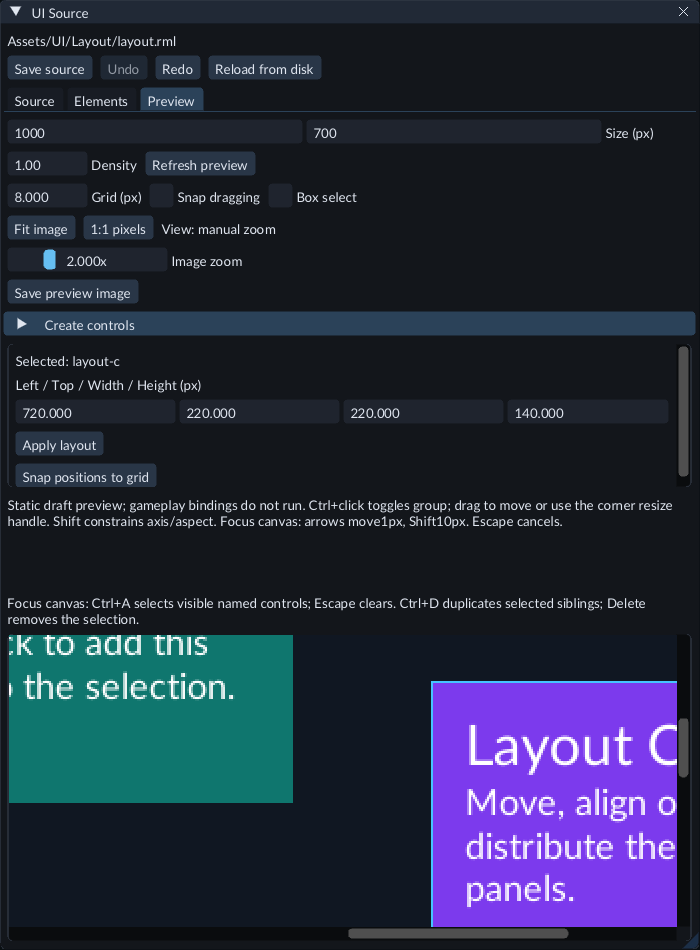 UI Source
Assets/UI/Layout/layout.rml
Save source Undo Redo Reload from disk
Source Elements Preview
1000 700 Size (px)
1.00 Density Refresh preview
8.000 Grid (px) Snap dragging Box select
Fit image 1:1 pixels View: manual zoom
2.000x Image zoom
Save preview image
Create controls
Selected: layout-c
Left / Top / Width / Height (px)
720.000 220.000 220.000 140.000
Apply layout
Snap positions to grid
Static draft preview; gameplay bindings do not run. Ctrl+click toggles group; drag to move or use the corner resize
handle. Shift constrains axis/aspect. Focus canvas: arrows move1px, Shift10px. Escape cancels.
Focus canvas: Ctrl+A selects visible named controls; Escape clears. Ctrl+D duplicates selected siblings; Delete
removes the selection.
ck to add this
the selection.
Layout C
Move, align o
distribute the
panels.